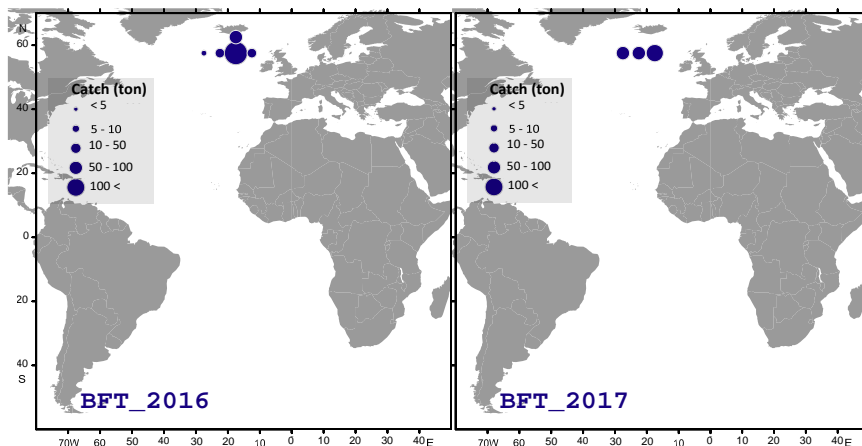 N
60
40
20
0
20
40
S
Catch (ton)
< 5
5 - 10
10 - 50
50 - 100
100 <
BFT_2016
70W 60 50 40 30 20 10 0 10 20 30 40 E
Catch (ton)
< 5
5 - 10
10 - 50
50 - 100
100 <
BFT_2017
70W 60 50 40 30 20 10 0 10 20 30 40 E